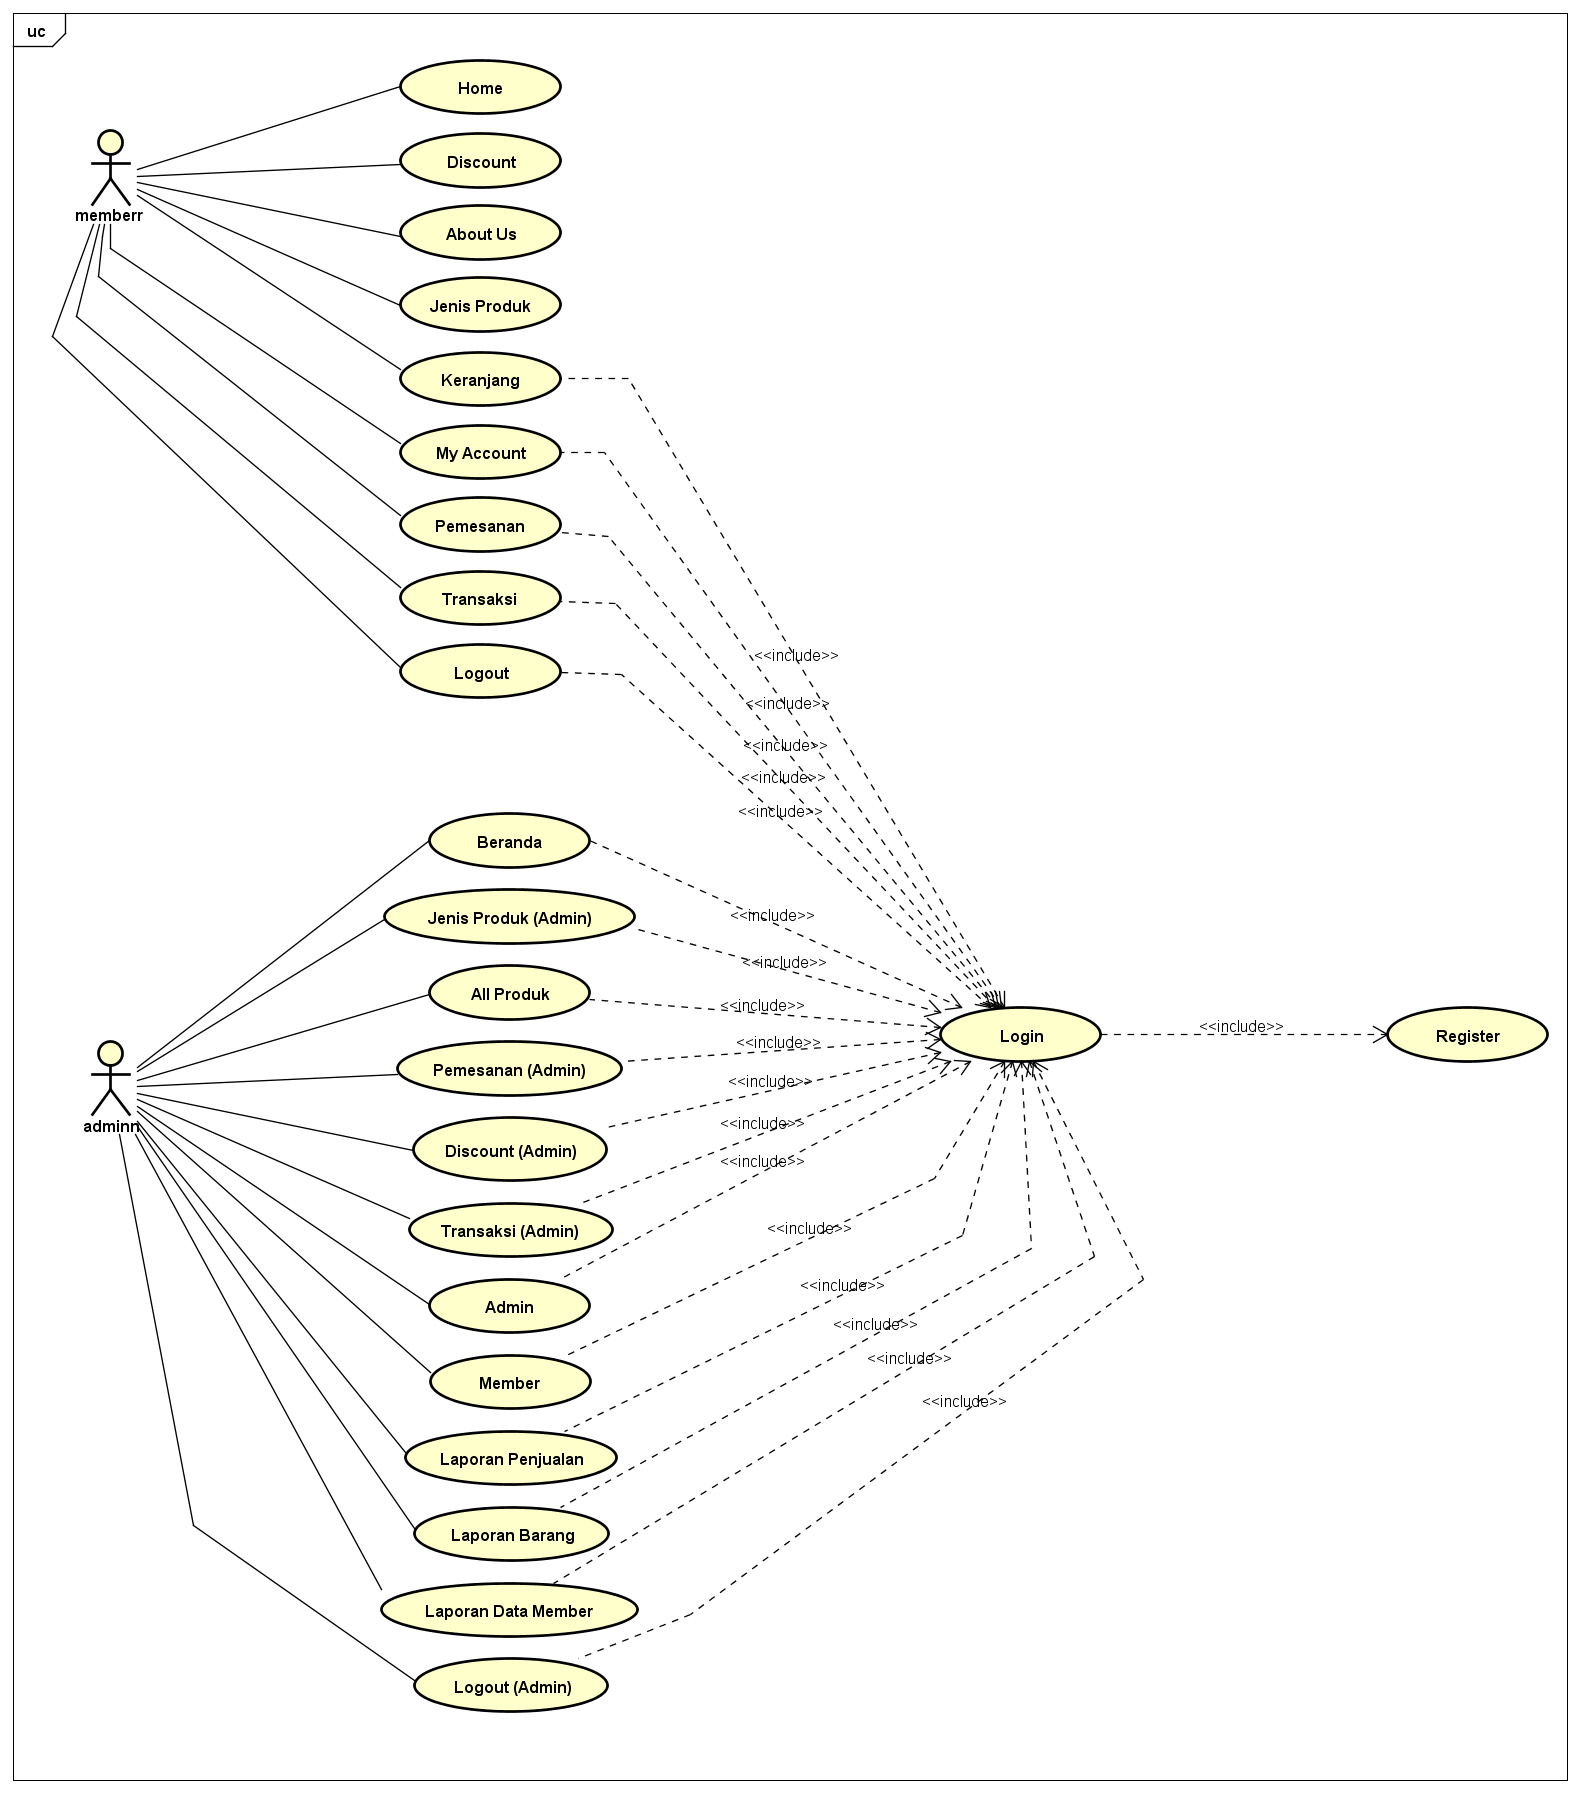 uc
Home
Discount
memberr
About Us
Jenis Produk
Keranjang
My Account
Pemesanan
Transaksi
<<include>>
Logout
<<include>>
<<include>>
<<include>>
<<include>>
Beranda
<<include>>
Jenis Produk (Admin)
<<include>>
All Produk
<<include>>
Login
<<include>>
Register
<<include>>
Pemesanan (Admin)
<<include>>
adminn
<<include>>
Discount (Admin)
<<include>>
Transaksi (Admin)
<<include>>
<<include>>
Admin
<<include>>
<<include>>
Member
<<include>>
Laporan Penjualan
Laporan Barang
Laporan Data Member
Logout (Admin)